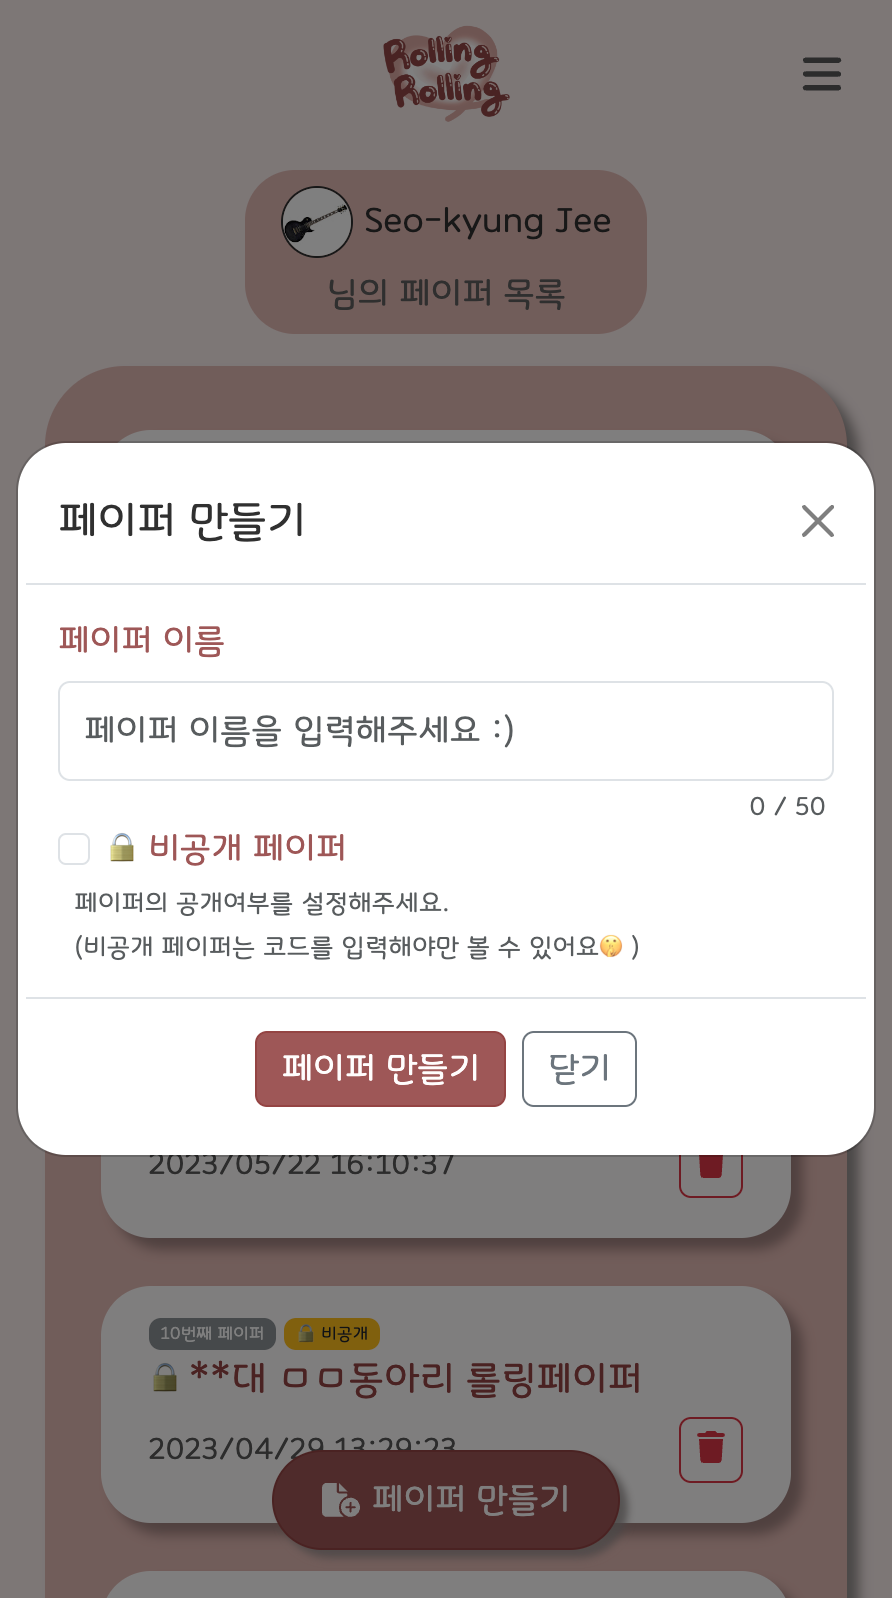 Rolling
Rolling
Seo-kyung Jee
님의 페이퍼 목록
페이퍼 만들기
페이퍼 이름
페이퍼 이름을 입력해주세요 :)
0 / 50
🔒 비공개 페이퍼
페이퍼의 공개여부를 설정해주세요.
(비공개 페이퍼는 코드를 입력해야만 볼 수 있어요🤫 )
페이퍼 만들기 닫기
2023/05/22 16:10:37
10번째 페이퍼 🔒 비공개
🔒 **대 ㅁㅁ동아리 롤링페이퍼
2023/04/29 13:29:23
페이퍼 만들기